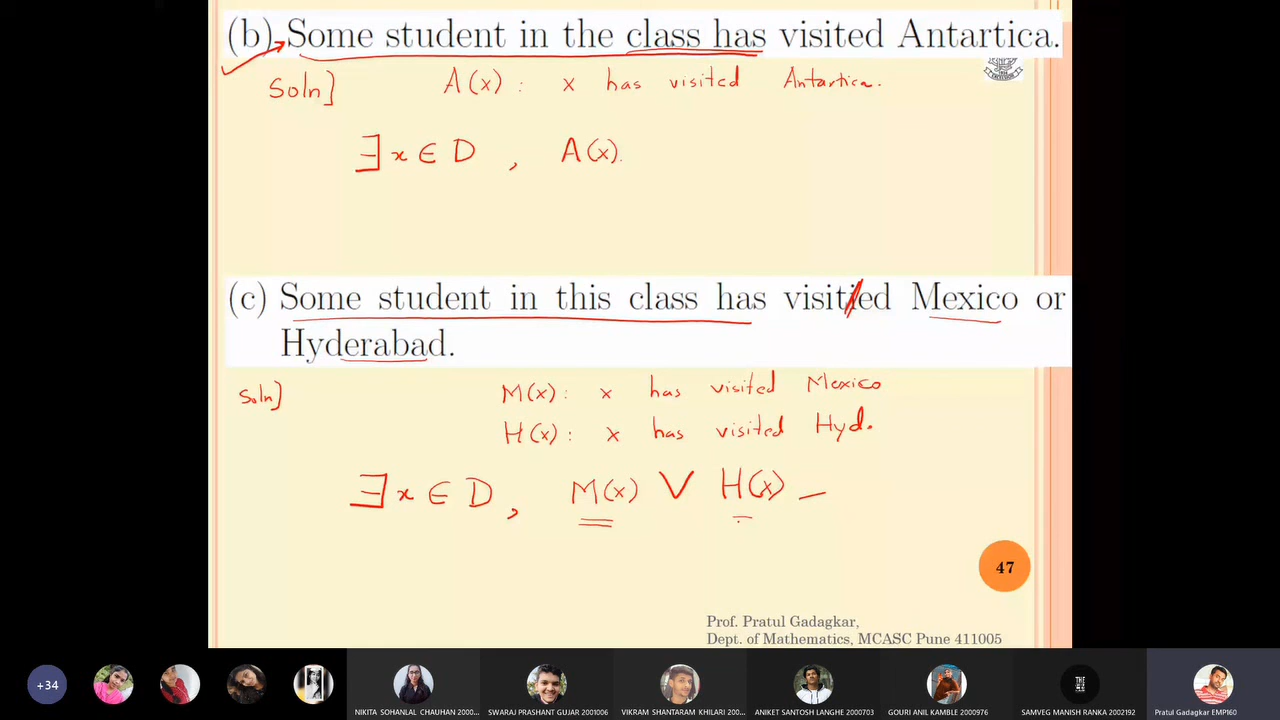 (b) Some student in the class has visited Antartica.
Soln] A(x) : x has visited Antartica.
∃ x ∈ D , A(x).
(c) Some student in this class has visitied Mexico or
Hyderabad.
Soln] M(x) : x has visited Mexico
H(x) : x has visited Hyd.
∃ x ∈ D , M(x) ∨ H(x) –
47
Prof. Pratul Gadagkar,
Dept. of Mathematics, MCASC Pune 411005
+34
NIKITA SOHANLAL CHAUHAN 2000...
SWARAJ PRASHANT GUJAR 2001006
VIKRAM SHANTARAM KHILARI 200...
ANIKET SANTOSH LANGHE 2000703
GOURI ANIL KAMBLE 2000976
SAMVEG MANISH RANKA 2002192
Pratul Gadagkar EMP160